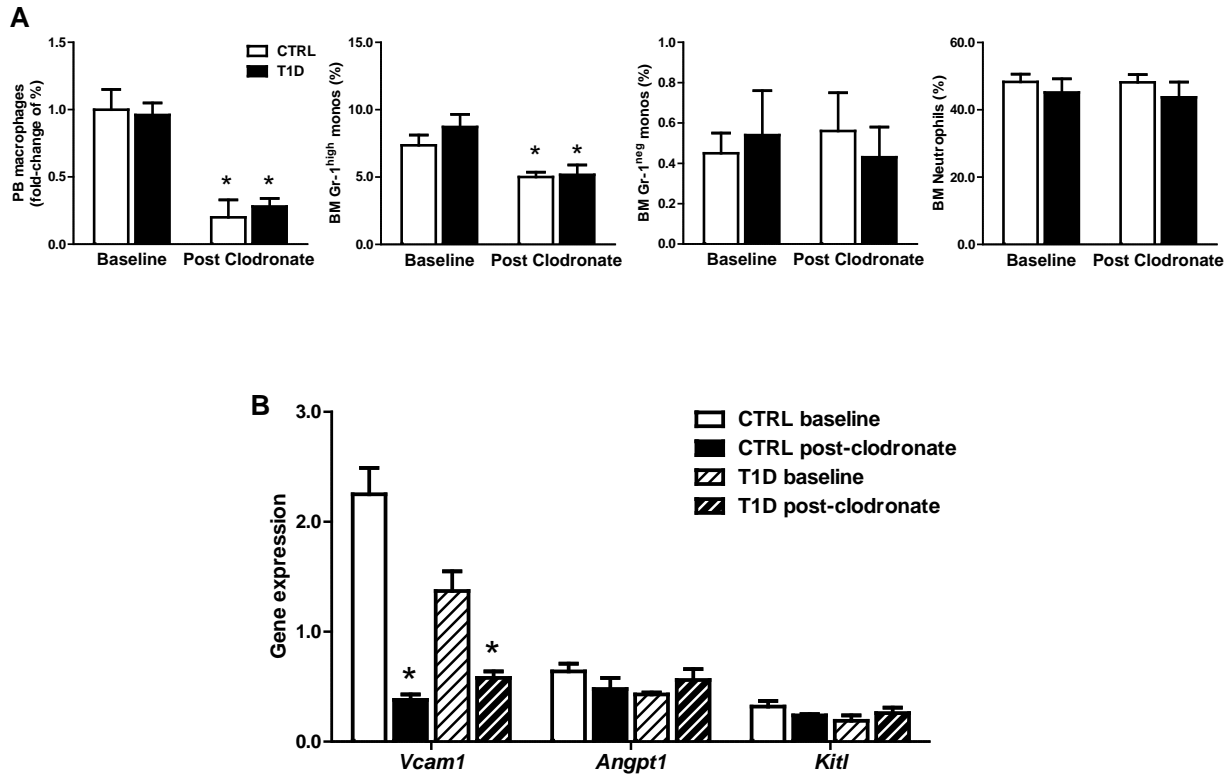 A
PB macrophages
(fold-change of %)
1.5
1.0
0.5
0.0
CTRL
T1D
*
*
Baseline
Post Clodronate
BM Gr-1high monos (%)
15.0
10.0
5.0
0.0
*
*
Baseline
Post Clodronate
BM Gr-1neg monos (%)
1.0
0.8
0.6
0.4
0.2
0.0
Baseline
Post Clodronate
BM Neutrophils (%)
60.0
40.0
20.0
0.0
Baseline
Post Clodronate
B
Gene expression
3.0
2.0
1.0
0.0
CTRL baseline
CTRL post-clodronate
T1D baseline
T1D post-clodronate
*
*
Vcam1
Angpt1
Kitl